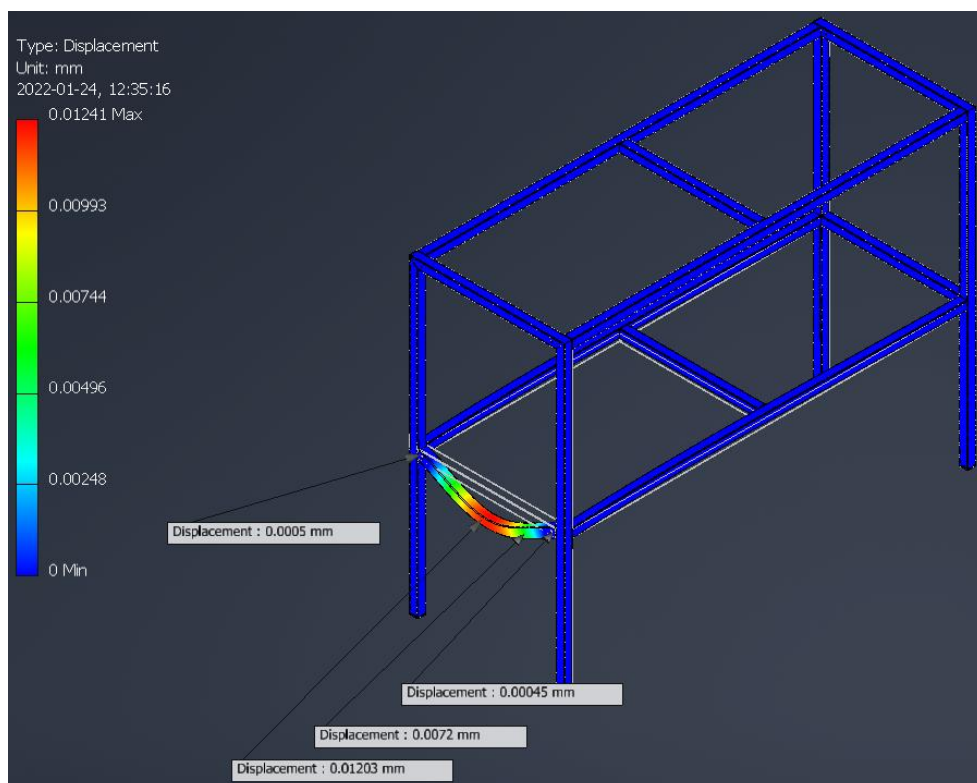 Type: Displacement
Unit: mm
2022-01-24, 12:35:16
0.01241 Max
0.00993
0.00744
0.00496
0.00248
0 Min
Displacement : 0.0005 mm
Displacement : 0.00045 mm
Displacement : 0.0072 mm
Displacement : 0.01203 mm